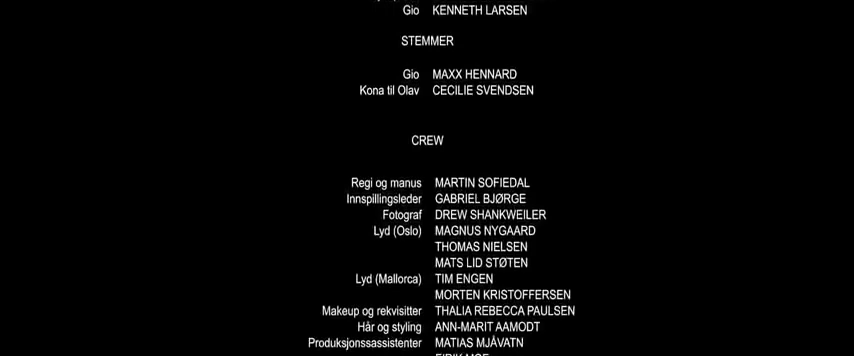 Gio KENNETH LARSEN
STEMMER
Gio MAXX HENNARD
Kona til Olav CECILIE SVENDSEN
CREW
Regi og manus MARTIN SOFIEDAL
Innspillingsleder GABRIEL BJØRGE
Fotograf DREW SHANKWEILER
Lyd (Oslo) MAGNUS NYGAARD
THOMAS NIELSEN
MATS LID STØTEN
Lyd (Mallorca) TIM ENGEN
MORTEN KRISTOFFERSEN
Makeup og rekvisitter THALIA REBECCA PAULSEN
Hår og styling ANN-MARIT AAMODT
Produksjonssassistenter MATIAS MJÅVATN